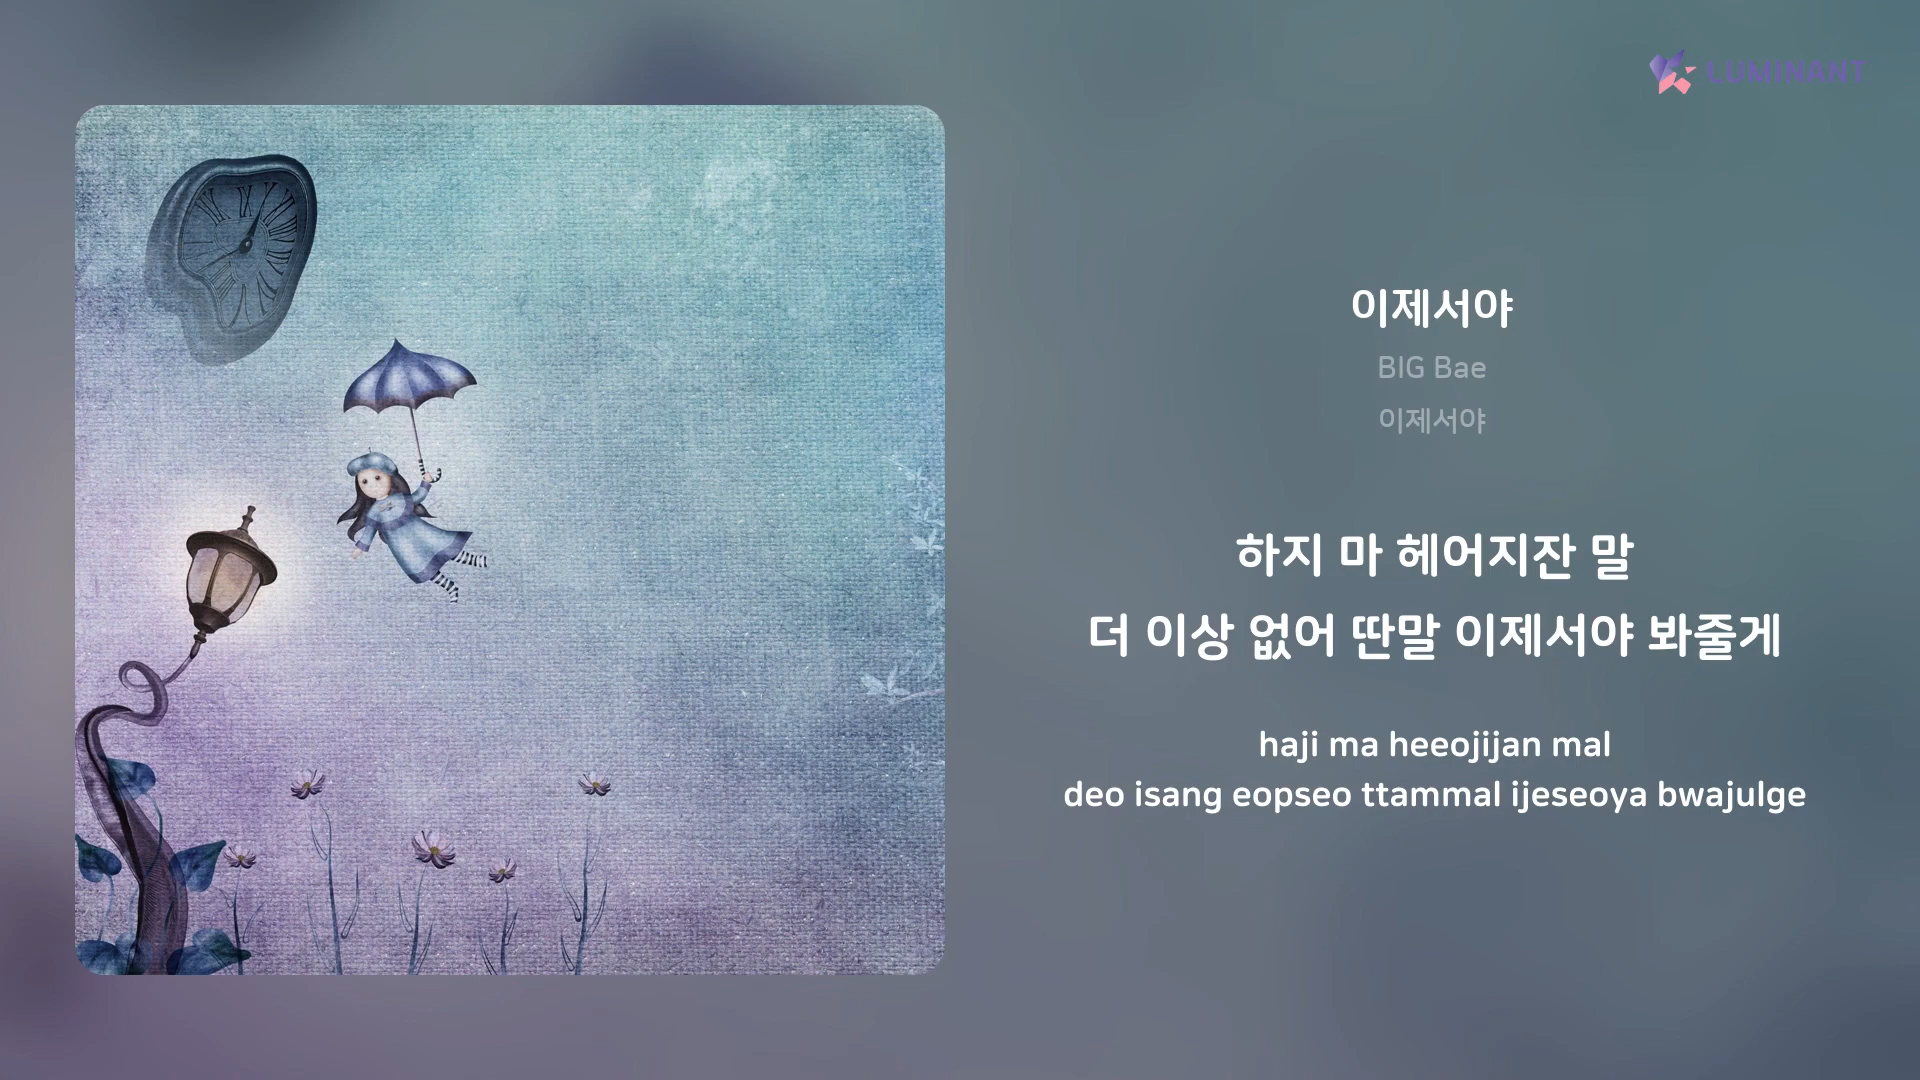 LUMINANT
이제서야
BIG Bae
이제서야
하지 마 헤어지잔 말
더 이상 없어 딴말 이제서야 봐줄게
haji ma heeojijan mal
deo isang eopseo ttammal ijeseoya bwajulge